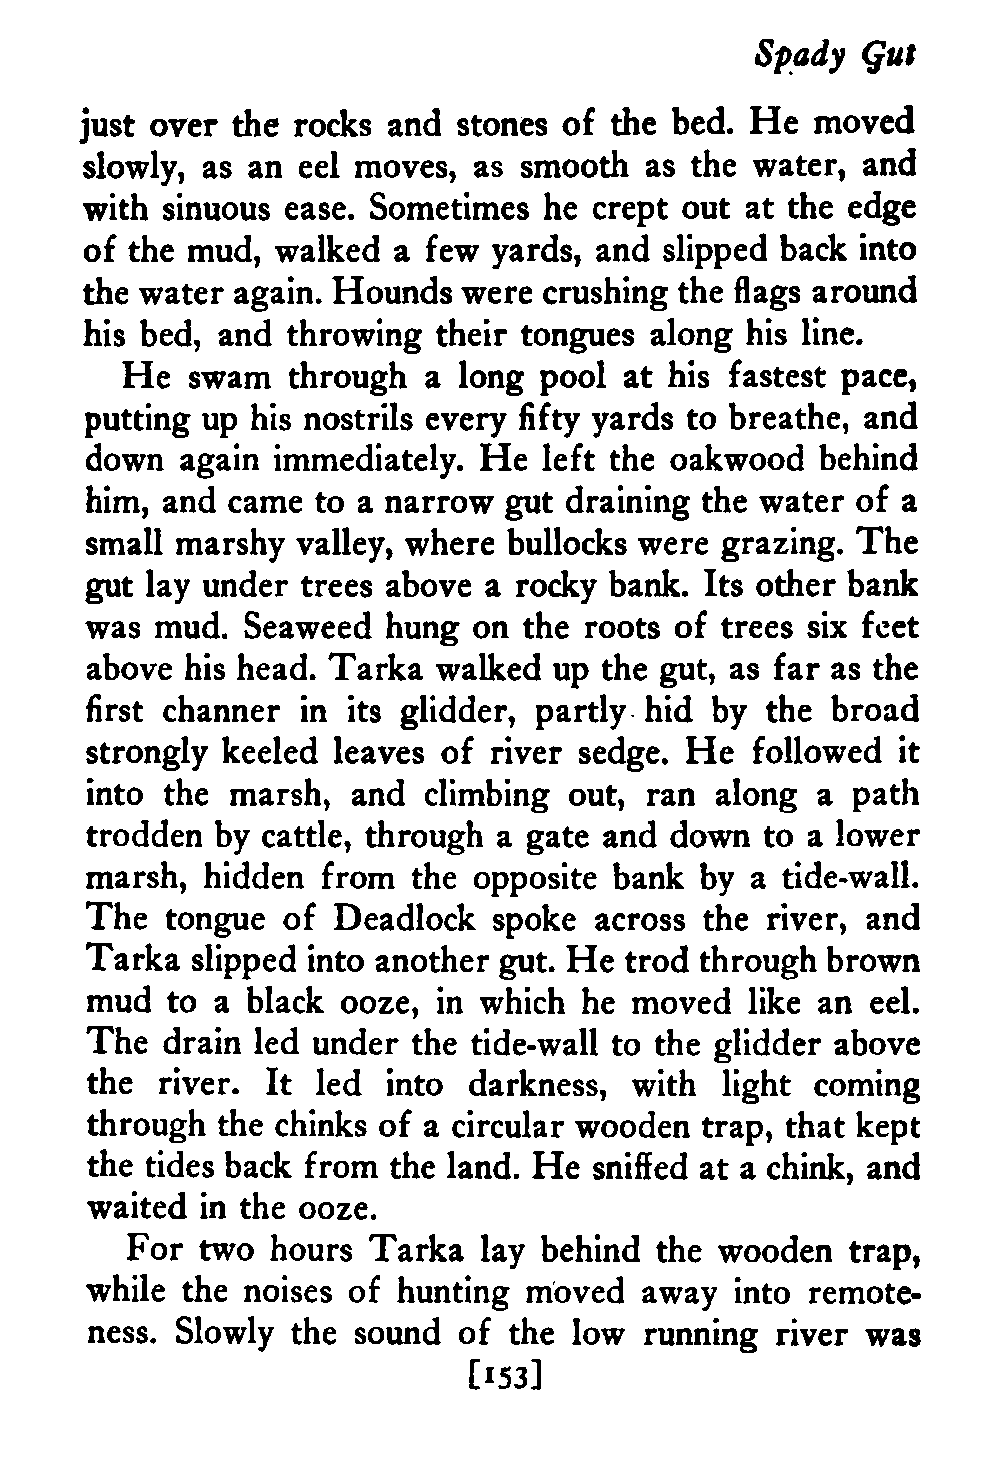 Spady Gut
just over the rocks and stones of the bed. He moved
slowly, as an eel moves, as smooth as the water, and
with sinuous ease. Sometimes he crept out at the edge
of the mud, walked a few yards, and slipped back into
the water again. Hounds were crushing the flags around
his bed, and throwing their tongues along his line.
He swam through a long pool at his fastest pace,
putting up his nostrils every fifty yards to breathe, and
down again immediately. He left the oakwood behind
him, and came to a narrow gut draining the water of a
small marshy valley, where bullocks were grazing. The
gut lay under trees above a rocky bank. Its other bank
was mud. Seaweed hung on the roots of trees six feet
above his head. Tarka walked up the gut, as far as the
first channer in its glidder, partly hid by the broad
strongly keeled leaves of river sedge. He followed it
into the marsh, and climbing out, ran along a path
trodden by cattle, through a gate and down to a lower
marsh, hidden from the opposite bank by a tide-wall.
The tongue of Deadlock spoke across the river, and
Tarka slipped into another gut. He trod through brown
mud to a black ooze, in which he moved like an eel.
The drain led under the tide-wall to the glidder above
the river. It led into darkness, with light coming
through the chinks of a circular wooden trap, that kept
the tides back from the land. He sniffed at a chink, and
waited in the ooze.
For two hours Tarka lay behind the wooden trap,
while the noises of hunting moved away into remote-
ness. Slowly the sound of the low running river was
[153]